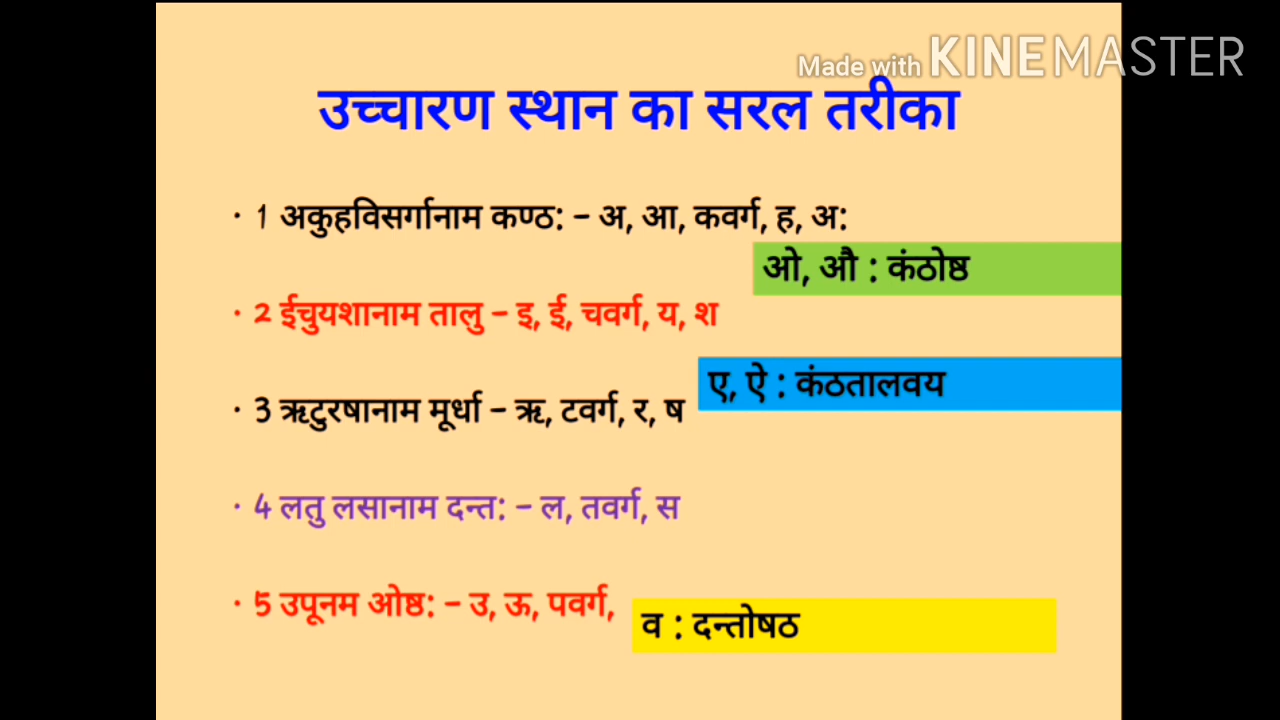 Made with KINEMASTER
उच्चारण स्थान का सरल तरीका
• 1 अकुहविसर्गानाम कण्ठ: – अ, आ, कवर्ग, ह, अ:
ओ, औ : कंठोष्ठ
• 2 ईचुयशानाम तालु – इ, ई, चवर्ग, य, श
ए, ऐ : कंठतालवय
• 3 ऋटुरषानाम मूर्धा – ऋ, टवर्ग, र, ष
• 4 लतु लसानाम दन्त: – ल, तवर्ग, स
• 5 उपूनम ओष्ठ: – उ, ऊ, पवर्ग,
व : दन्तोषठ